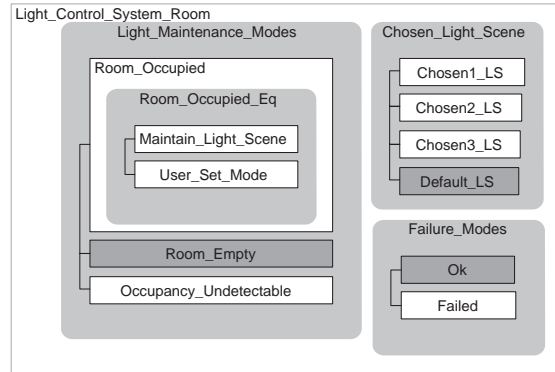 Light_Control_System_Room
Light_Maintenance_Modes
Room_Occupied
Room_Occupied_Eq
Maintain_Light_Scene
User_Set_Mode
Room_Empty
Occupancy_Undetectable
Chosen_Light_Scene
Chosen1_LS
Chosen2_LS
Chosen3_LS
Default_LS
Failure_Modes
Ok
Failed